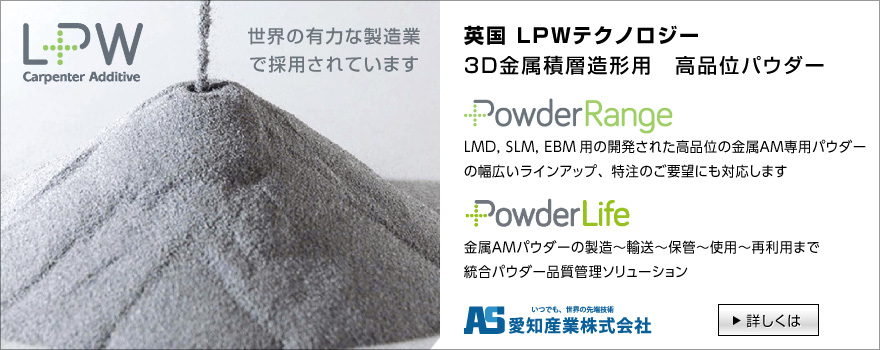 LPW
Carpenter Additive
世界の有力な製造業
で採用されています
英国 LPWテクノロジー
3D金属積層造形用　高品位パウダー
PowderRange
LMD, SLM, EBM 用の開発された高品位の金属AM専用パウダー
の幅広いラインアップ、特注のご要望にも対応します
PowderLife
金属AMパウダーの製造～輸送～保管～使用～再利用まで
統合パウダー品質管理ソリューション
いつでも、世界の先端技術
AS 愛知産業株式会社
▶ 詳しくは